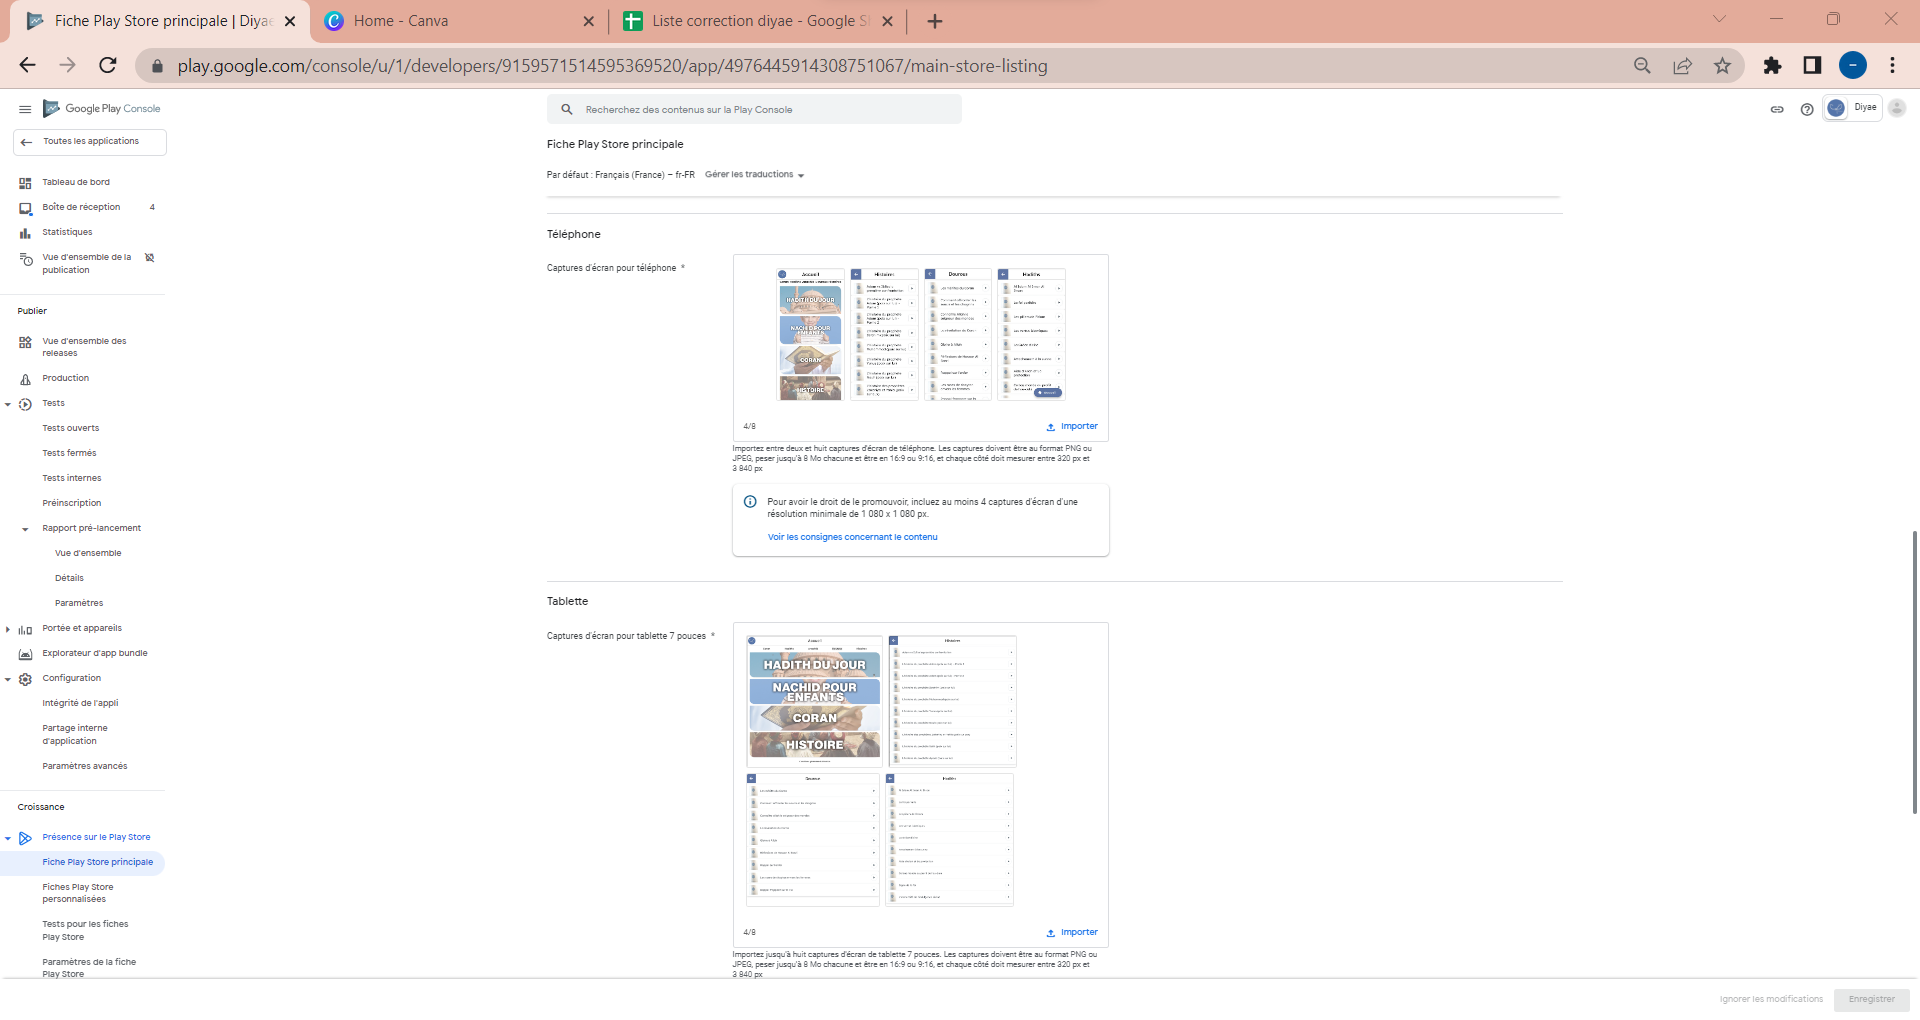 Fiche Play Store principale | Diyae
Home - Canva
Liste correction diyae - Google Sh
play.google.com/console/u/1/developers/9159571514595369520/app/4976445914308751067/main-store-listing
Google Play Console
Recherchez des contenus sur la Play Console
Diyae
Toutes les applications
Tableau de bord
Boîte de réception 4
Statistiques
Vue d'ensemble de la
publication
Publier
Vue d'ensemble des
releases
Production
Tests
Tests ouverts
Tests fermés
Tests internes
Préinscription
Rapport pré-lancement
Vue d'ensemble
Détails
Paramètres
Portée et appareils
Explorateur d'app bundle
Configuration
Intégrité de l'appli
Partage interne
d'application
Paramètres avancés
Croissance
Présence sur le Play Store
Fiche Play Store principale
Fiches Play Store
personnalisées
Tests pour les fiches
Play Store
Paramètres de la fiche
Play Store
Fiche Play Store principale
Par défaut : Français (France) – fr-FR Gérer les traductions
Téléphone
Captures d'écran pour téléphone *
Accueil
HADITH DU JOUR
NACHID POUR
ENFANTS
CORAN
HISTOIRE
Histoires
Dourous
Hadiths
4/8
Importer
Importez entre deux et huit captures d'écran de téléphone. Les captures doivent être au format PNG ou
JPEG, peser jusqu'à 8 Mo chacune et être en 16:9 ou 9:16, et chaque côté doit mesurer entre 320 px et
3 840 px
Pour avoir le droit de le promouvoir, incluez au moins 4 captures d'écran d'une
résolution minimale de 1 080 x 1 080 px.
Voir les consignes concernant le contenu
Tablette
Captures d'écran pour tablette 7 pouces *
Accueil
HADITH DU JOUR
NACHID POUR
ENFANTS
CORAN
HISTOIRE
Histoires
Dourous
Hadiths
4/8
Importer
Importez jusqu'à huit captures d'écran de tablette 7 pouces. Les captures doivent être au format PNG ou
JPEG, peser jusqu'à 8 Mo chacune et être en 16:9 ou 9:16, et chaque côté doit mesurer entre 320 px et
3 840 px
Ignorer les modifications
Enregistrer